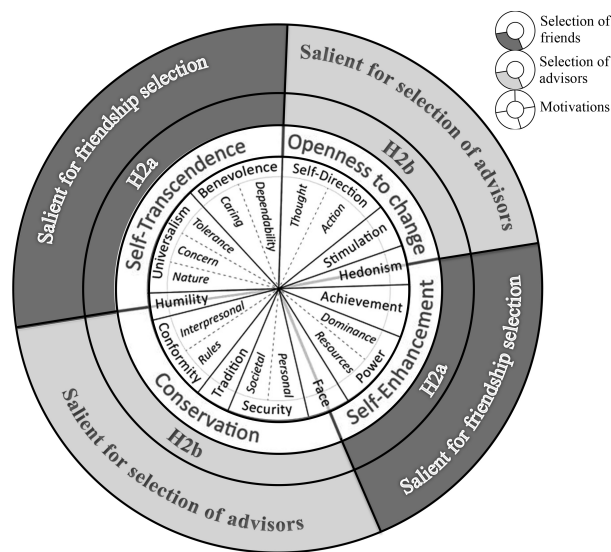 Selection of
friends
Selection of
advisors
Motivations
Salient for friendship selection
Salient for selection of advisors
H2a
H2b
Self-Transcendence
Openness to change
Benevolence
Self-Direction
Universalism
Caring
Dependability
Thought
Action
Tolerance
Concern
Nature
Stimulation
Hedonism
Humility
Achievement
Interpresonal
Dominance
Conformity
Rules
Resources
Power
Tradition
Societal
Personal
Face
Security
Conservation
Self-Enhancement
H2b
H2a
Salient for selection of advisors
Salient for friendship selection